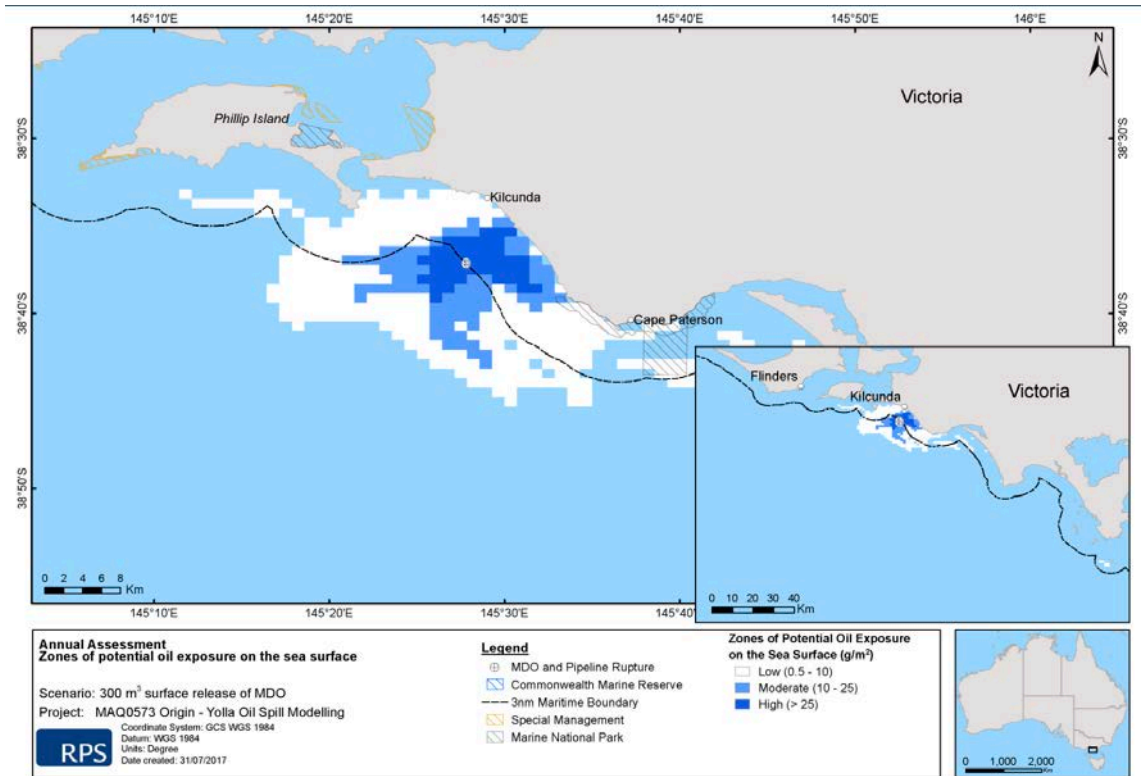 145°10'E 145°20'E 145°30'E 145°40'E 145°50'E 146°E
N
Victoria
Phillip Island
38°30'S 38°30'S
Kilcunda
38°40'S 38°40'S
Cape Paterson
Flinders
Victoria
Kilcunda
38°50'S
0 2 4 6 8
Km
0 10 20 30 40
Km
145°10'E 145°20'E 145°30'E 145°40'
Annual Assessment
Zones of potential oil exposure on the sea surface
Scenario: 300 m³ surface release of MDO
Project: MAQ0573 Origin - Yolla Oil Spill Modelling
RPS
Coordinate System: GCS WGS 1984
Datum: WGS 1984
Units: Degree
Date created: 31/07/2017
Legend
MDO and Pipeline Rupture
Commonwealth Marine Reserve
3nm Maritime Boundary
Special Management
Marine National Park
Zones of Potential Oil Exposure
on the Sea Surface (g/m²)
Low (0.5 - 10)
Moderate (10 - 25)
High (> 25)
0 1,000 2,000
Km